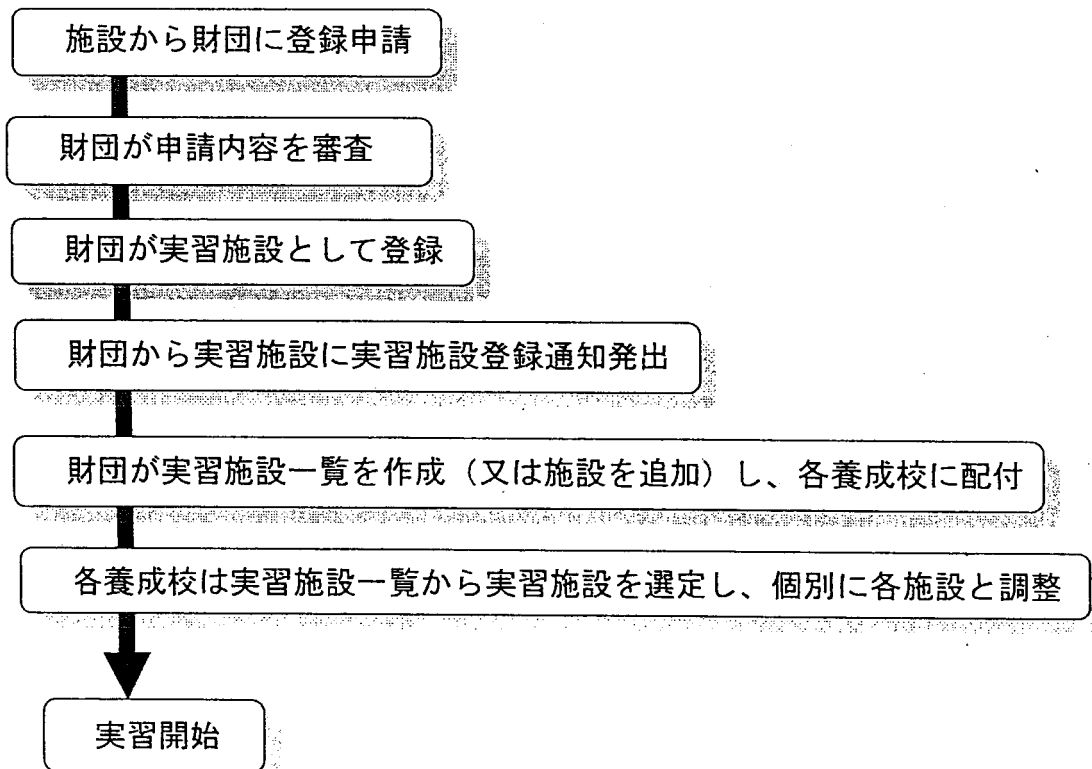 施設から財団に登録申請
財団が申請内容を審査
財団が実習施設として登録
財団から実習施設に実習施設登録通知発出
財団が実習施設一覧を作成（又は施設を追加）し、各養成校に配付
各養成校は実習施設一覧から実習施設を選定し、個別に各施設と調整
実習開始